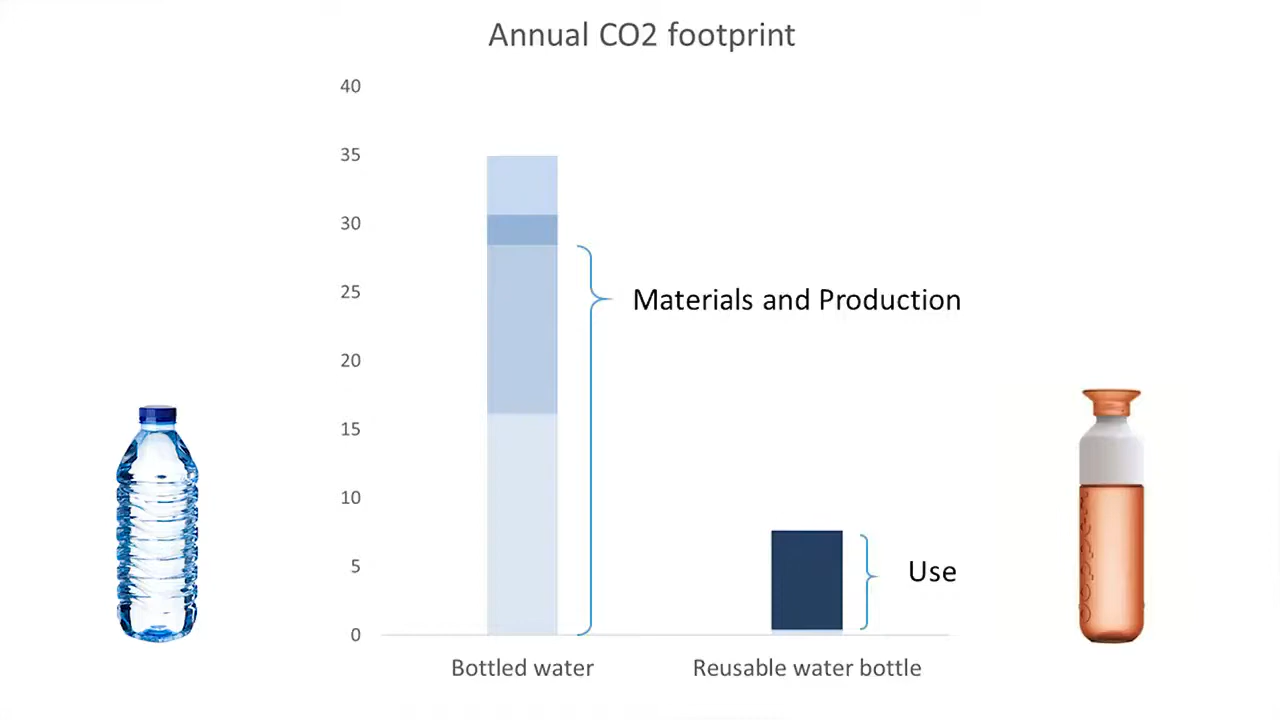 Annual CO2 footprint
40
35
30
25
20
15
10
5
0
Materials and Production
Use
Bottled water
Reusable water bottle